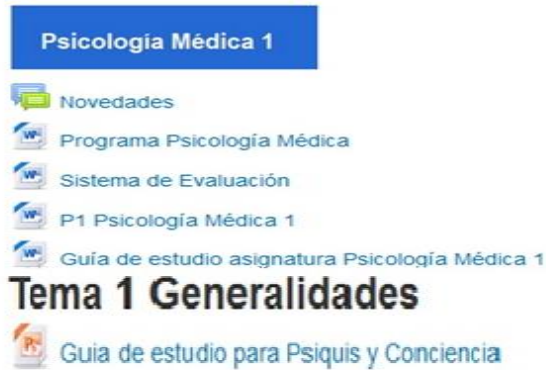 Psicología Médica 1
Novedades
Programa Psicología Médica
Sistema de Evaluación
P1 Psicología Médica 1
Guía de estudio asignatura Psicología Médica 1
Tema 1 Generalidades
Guia de estudio para Psiquis y Conciencia